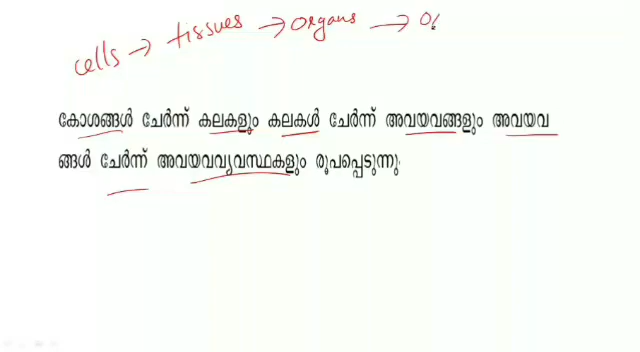 cells → tissues → organs → 
കോശങ്ങൾ ചേർന്ന് കലകളും കലകൾ ചേർന്ന് അവയവങ്ങളും അവയവ
ങ്ങൾ ചേർന്ന് അവയവവ്യവസ്ഥകളും രൂപപ്പെടുന്നു.